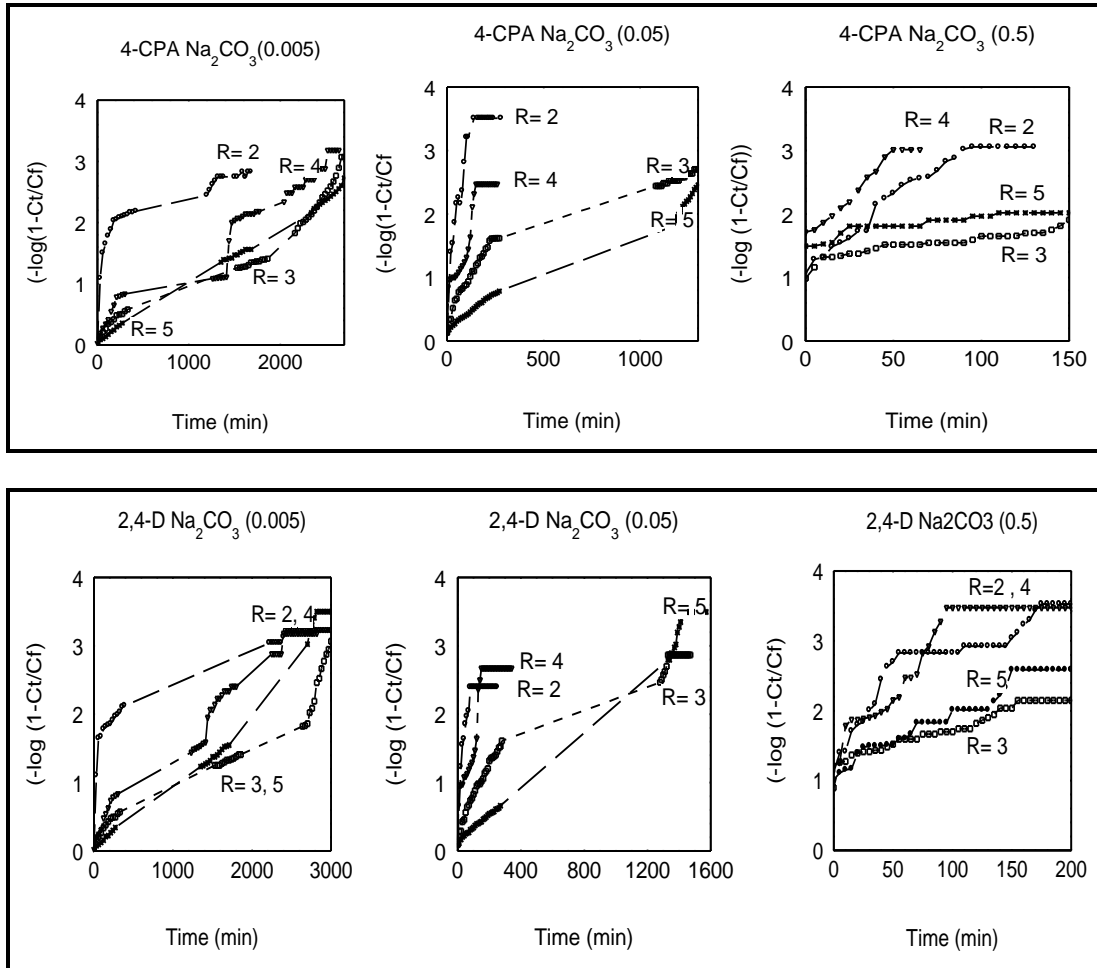 4-CPA Na2CO3 (0.005)
(-log(1-Ct/Cf)
4
3
2
1
0
R= 2
R= 4
R= 3
R= 5
0 1000 2000
Time (min)
4-CPA Na2CO3 (0.05)
(-log(1-Ct/Cf)
4
3
2
1
0
R= 2
R= 4
R= 3
R= 5
0 500 1000
Time (min)
4-CPA Na2CO3 (0.5)
(-log (1-Ct/Cf))
4
3
2
1
0
R= 4
R= 2
R= 5
R= 3
0 50 100 150
Time (min)
2,4-D Na2CO3 (0.005)
(-log (1-Ct/Cf)
4
3
2
1
0
R= 2, 4
R= 3, 5
0 1000 2000 3000
Time (min)
2,4-D Na2CO3 (0.05)
(-log (1-Ct/Cf)
4
3
2
1
0
R= 5
R= 4
R= 2
R= 3
0 400 800 1200 1600
Time (min)
2,4-D Na2CO3 (0.5)
(-log (1-Ct/Cf)
4
3
2
1
0
R=2 , 4
R= 5
R= 3
0 50 100 150 200
Time (min)